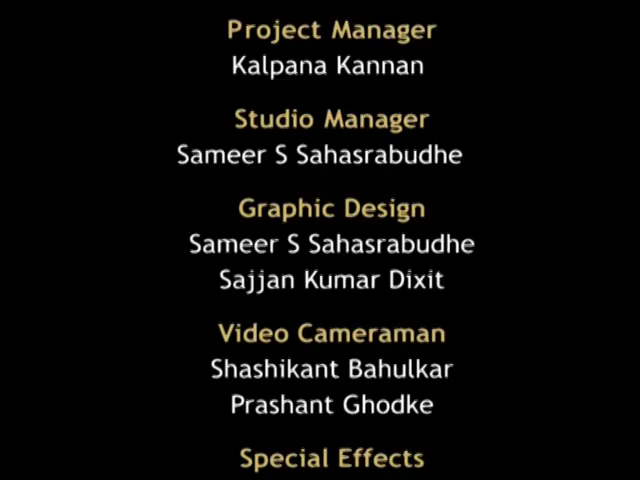 Project Manager
Kalpana Kannan
Studio Manager
Sameer S Sahasrabudhe
Graphic Design
Sameer S Sahasrabudhe
Sajjan Kumar Dixit
Video Cameraman
Shashikant Bahulkar
Prashant Ghodke
Special Effects